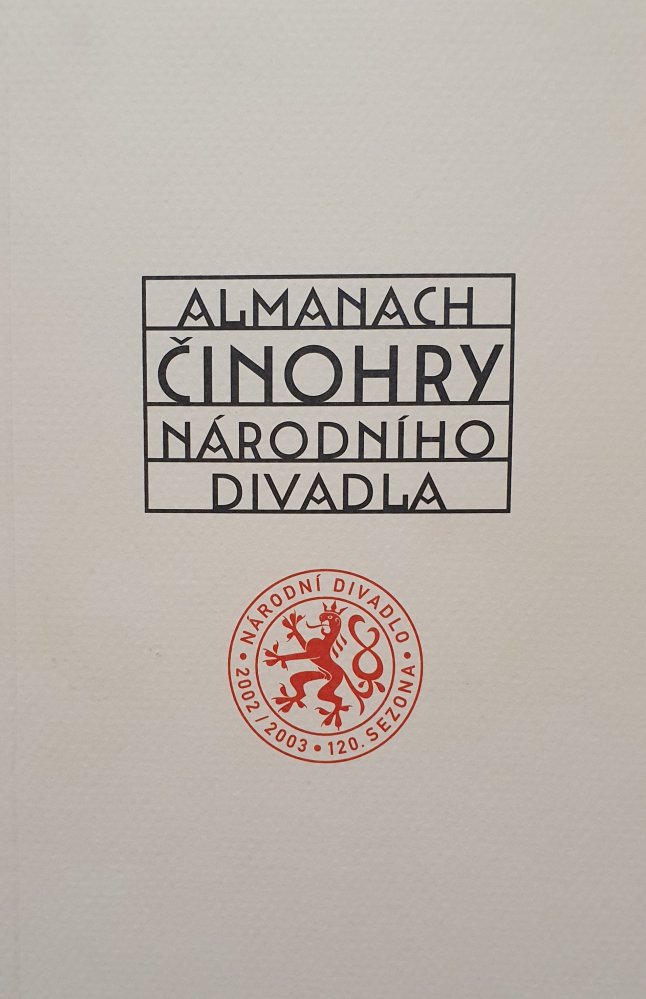 ALMANACH
ČINOHRY
NÁRODNÍHO
DIVADLA
NÁRODNÍ DIVADLO
2002/2003 • 120. SEZONA